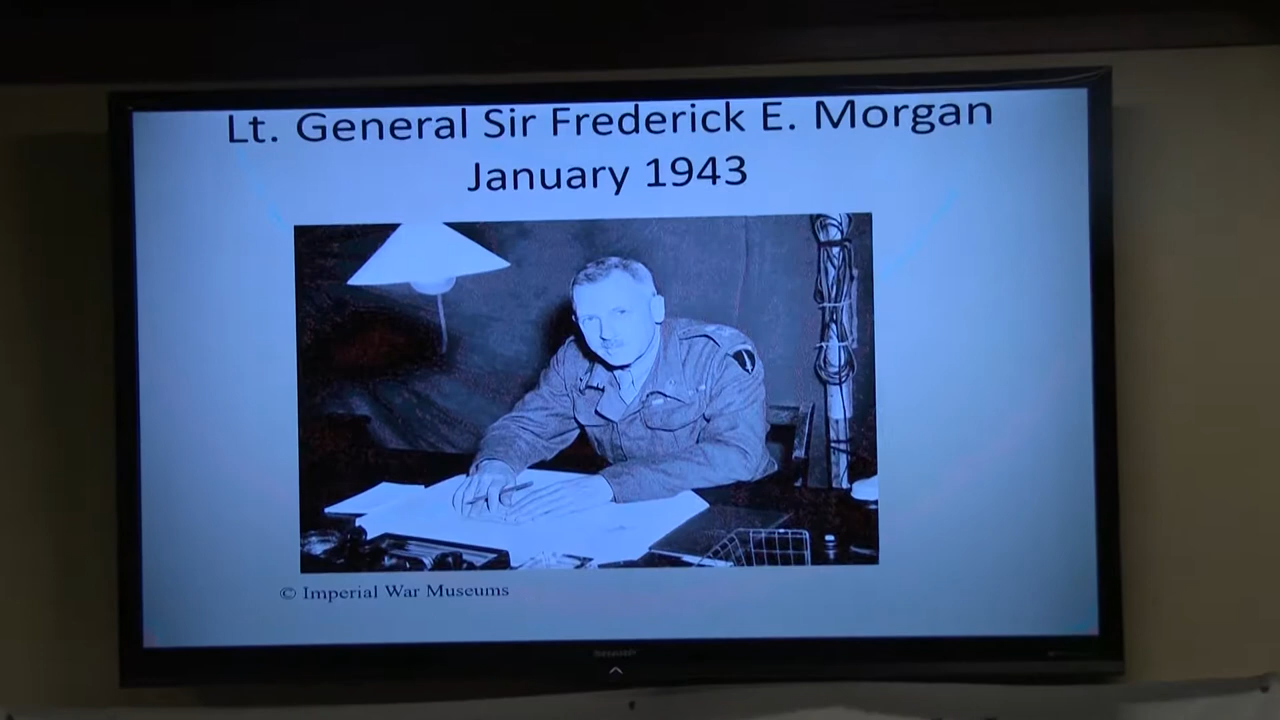 Lt. General Sir Frederick E. Morgan
January 1943
© Imperial War Museums